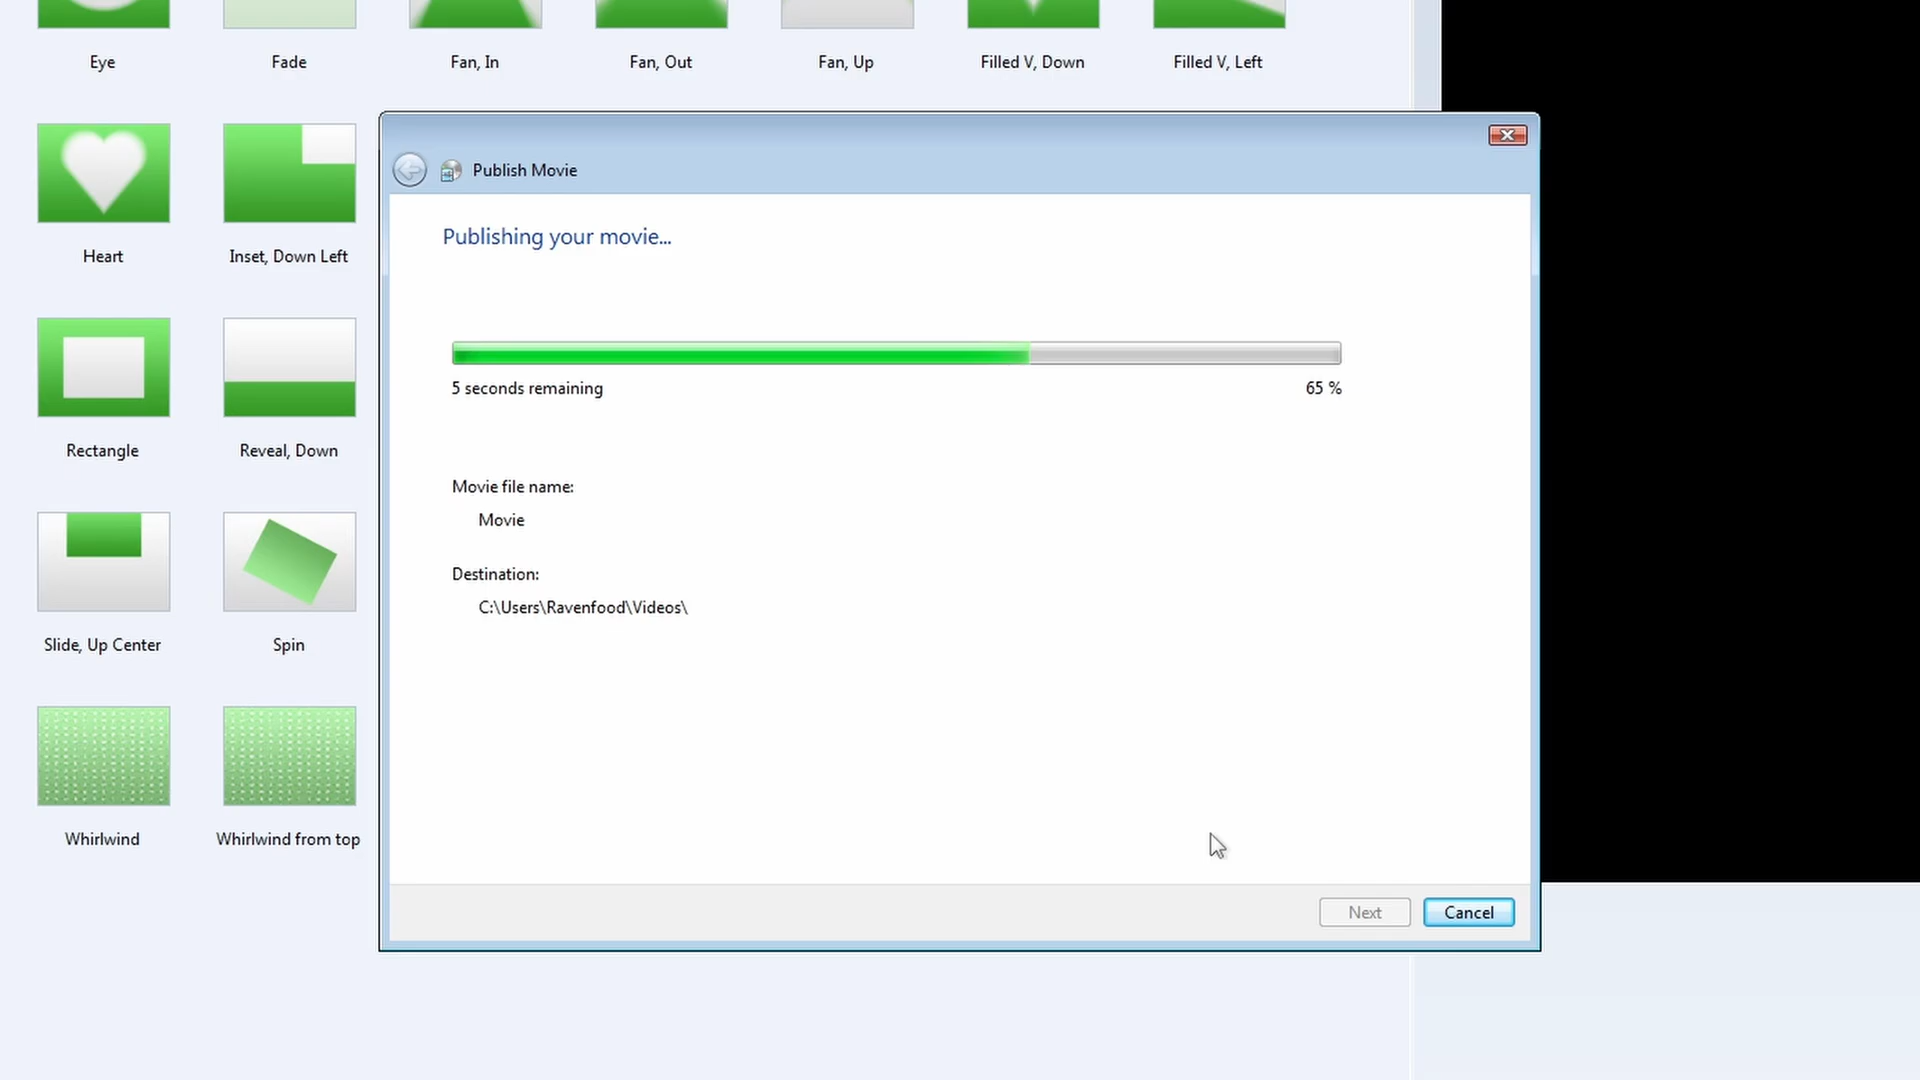 Eye
Fade
Fan, In
Fan, Out
Fan, Up
Filled V, Down
Filled V, Left
Heart
Inset, Down Left
Rectangle
Reveal, Down
Slide, Up Center
Spin
Whirlwind
Whirlwind from top
Publish Movie
Publishing your movie...
5 seconds remaining
65 %
Movie file name:
Movie
Destination:
C:\Users\Ravenfood\Videos\
Next
Cancel